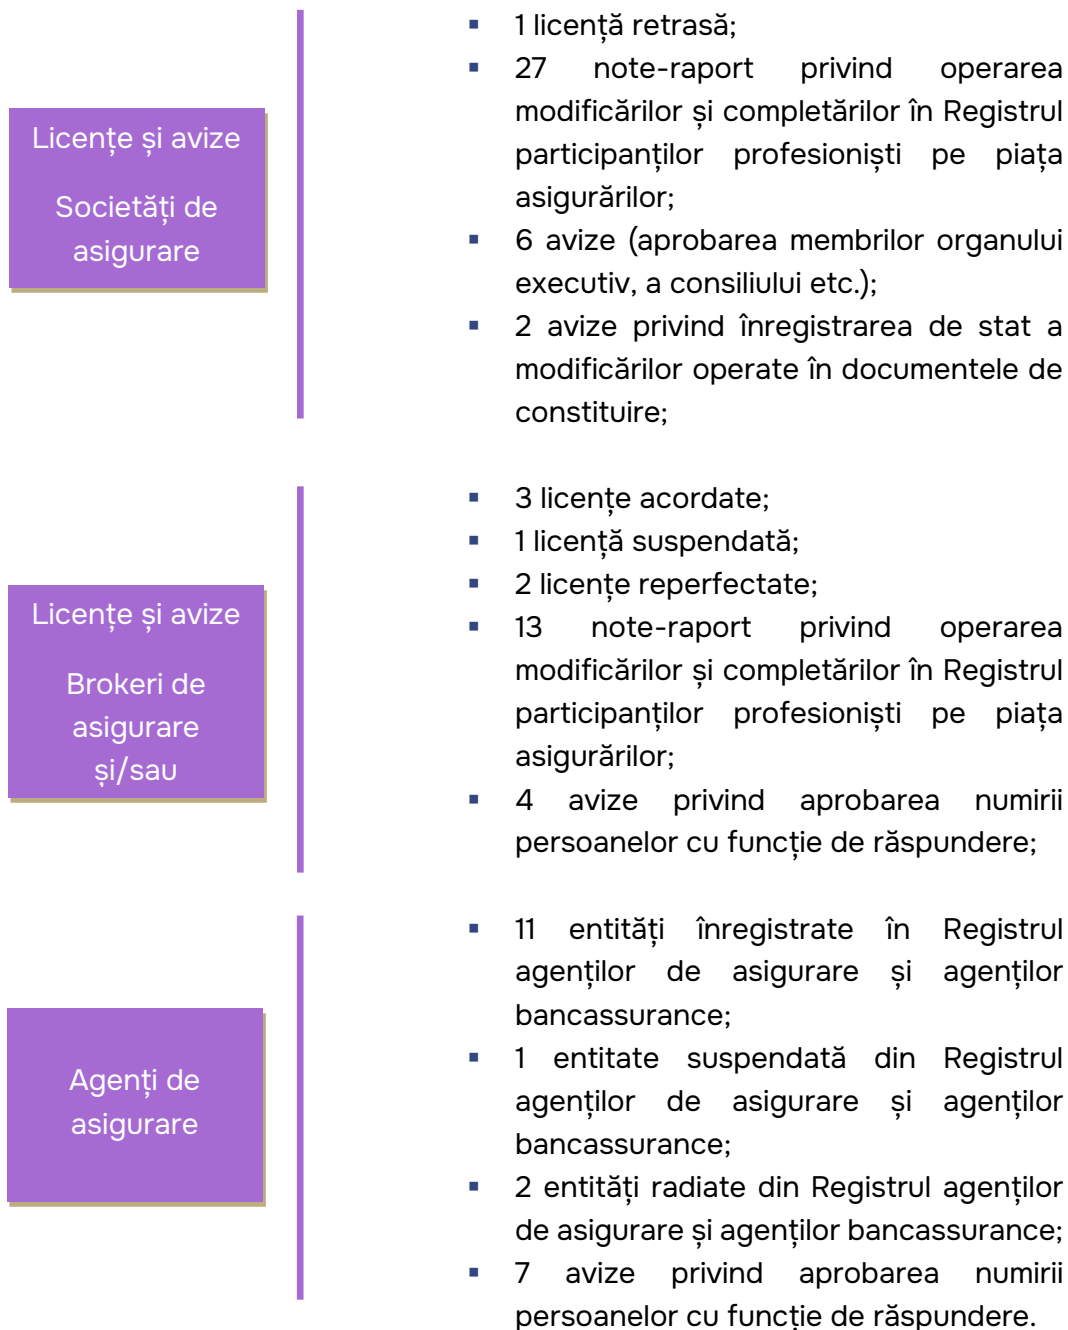 Licențe și avize
Societăți de
asigurare
1 licență retrasă;
27 note-raport privind operarea
modificărilor și completărilor în Registrul
participanților profesioniști pe piața
asigurărilor;
6 avize (aprobarea membrilor organului
executiv, a consiliului etc.);
2 avize privind înregistrarea de stat a
modificărilor operate în documentele de
constituire;
Licențe și avize
Brokeri de
asigurare
și/sau
3 licențe acordate;
1 licență suspendată;
2 licențe reperfectate;
13 note-raport privind operarea
modificărilor și completărilor în Registrul
participanților profesioniști pe piața
asigurărilor;
4 avize privind aprobarea numirii
persoanelor cu funcție de răspundere;
Agenți de
asigurare
11 entități înregistrate în Registrul
agenților de asigurare și agenților
bancassurance;
1 entitate suspendată din Registrul
agenților de asigurare și agenților
bancassurance;
2 entități radiate din Registrul agenților
de asigurare și agenților bancassurance;
7 avize privind aprobarea numirii
persoanelor cu funcție de răspundere.